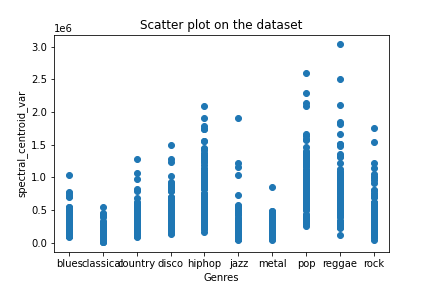 Scatter plot on the dataset
1e6
3.0
2.5
2.0
1.5
1.0
0.5
0.0
spectral_centroid_var
blues classical country disco hiphop jazz metal pop reggae rock
Genres